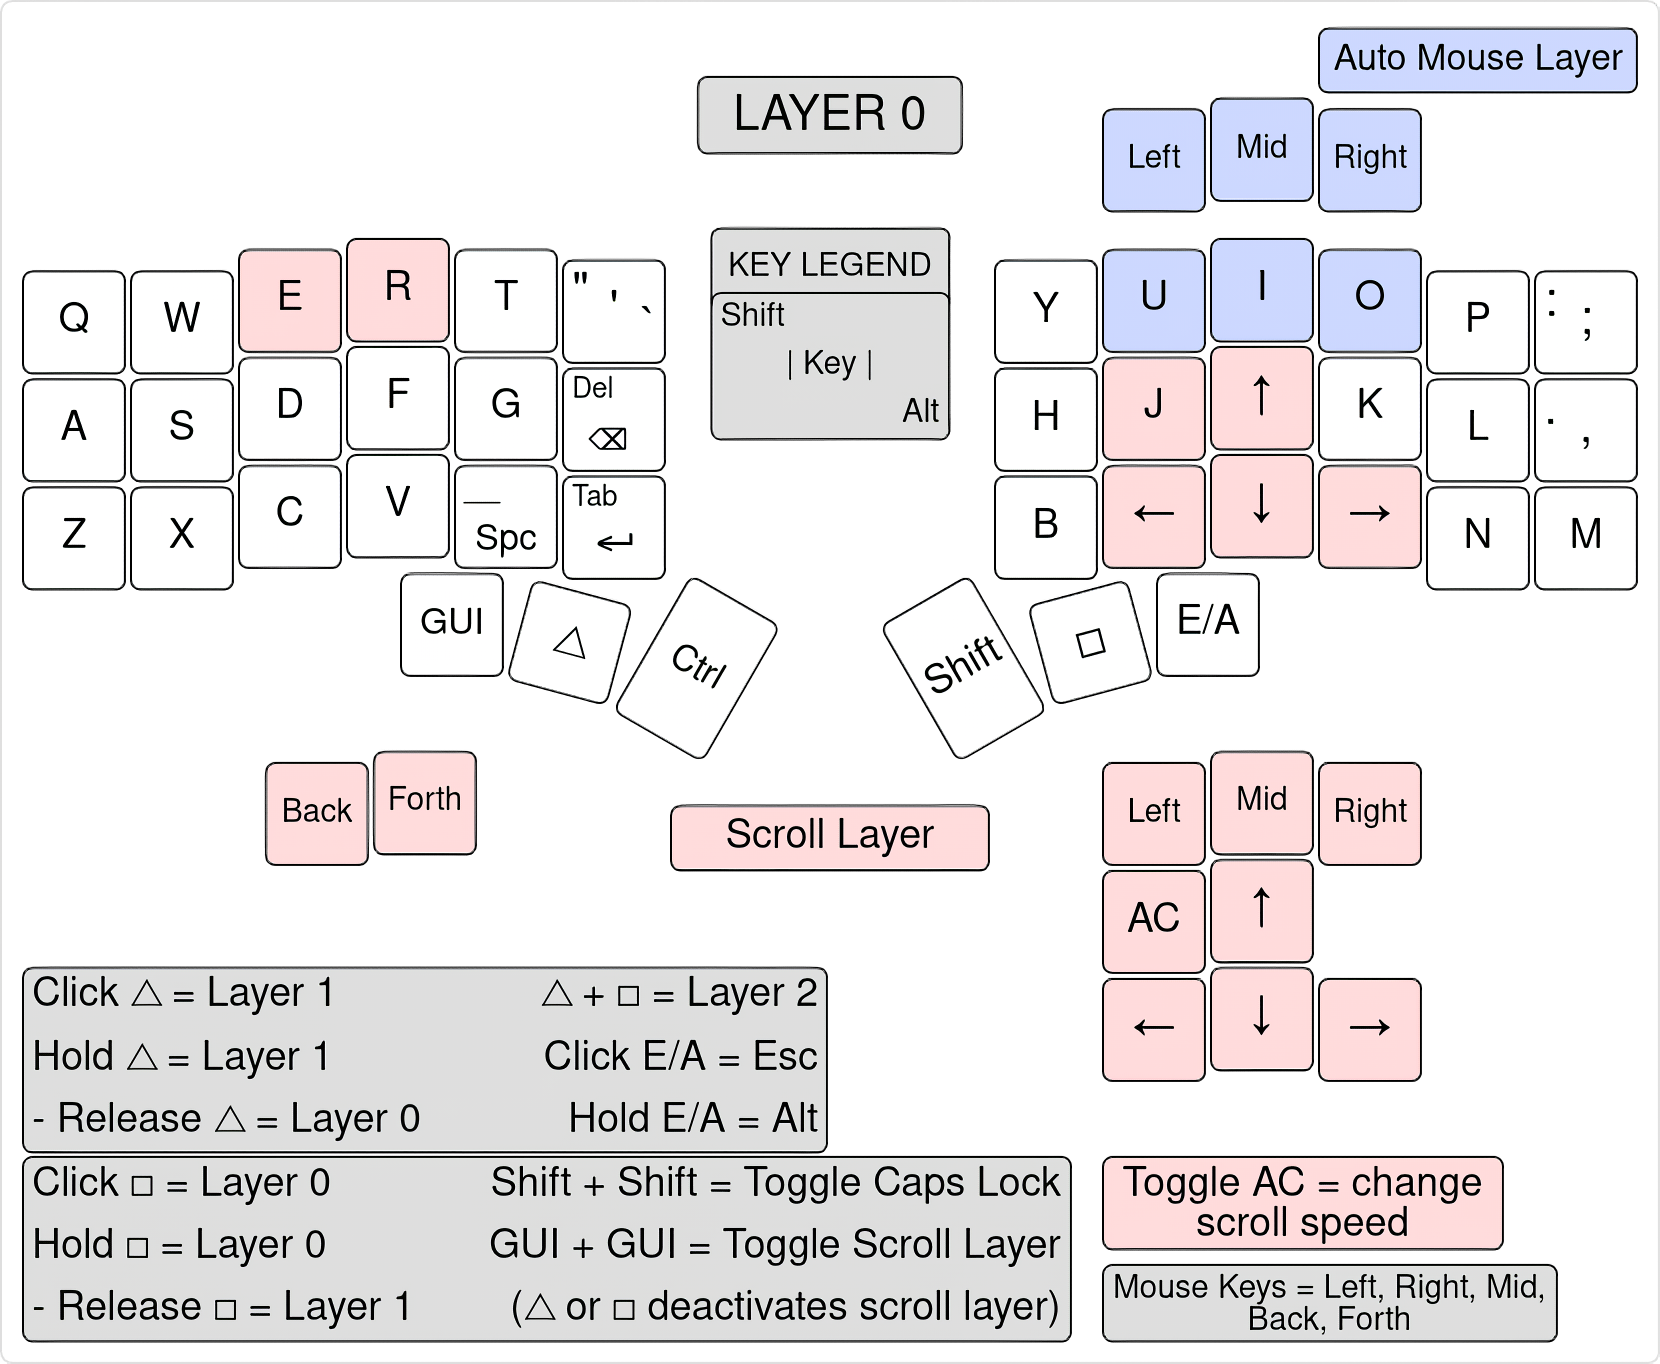 Auto Mouse Layer
LAYER 0
Left Mid Right
KEY LEGEND
Shift
| Key |
Alt
Q W E R T " ' `
A S D F G Del ⌫
Z X C V _ Spc Tab ↵
GUI △ Ctrl
Y U I O P : ;
H J ↑ K L . ,
B ← ↓ → N M
Shift □ E/A
Back Forth
Scroll Layer
Left Mid Right
AC ↑
← ↓ →
Click △ = Layer 1
Hold △ = Layer 1
- Release △ = Layer 0
△ + □ = Layer 2
Click E/A = Esc
Hold E/A = Alt
Click □ = Layer 0
Hold □ = Layer 0
- Release □ = Layer 1
Shift + Shift = Toggle Caps Lock
GUI + GUI = Toggle Scroll Layer
(△ or □ deactivates scroll layer)
Toggle AC = change
scroll speed
Mouse Keys = Left, Right, Mid,
Back, Forth